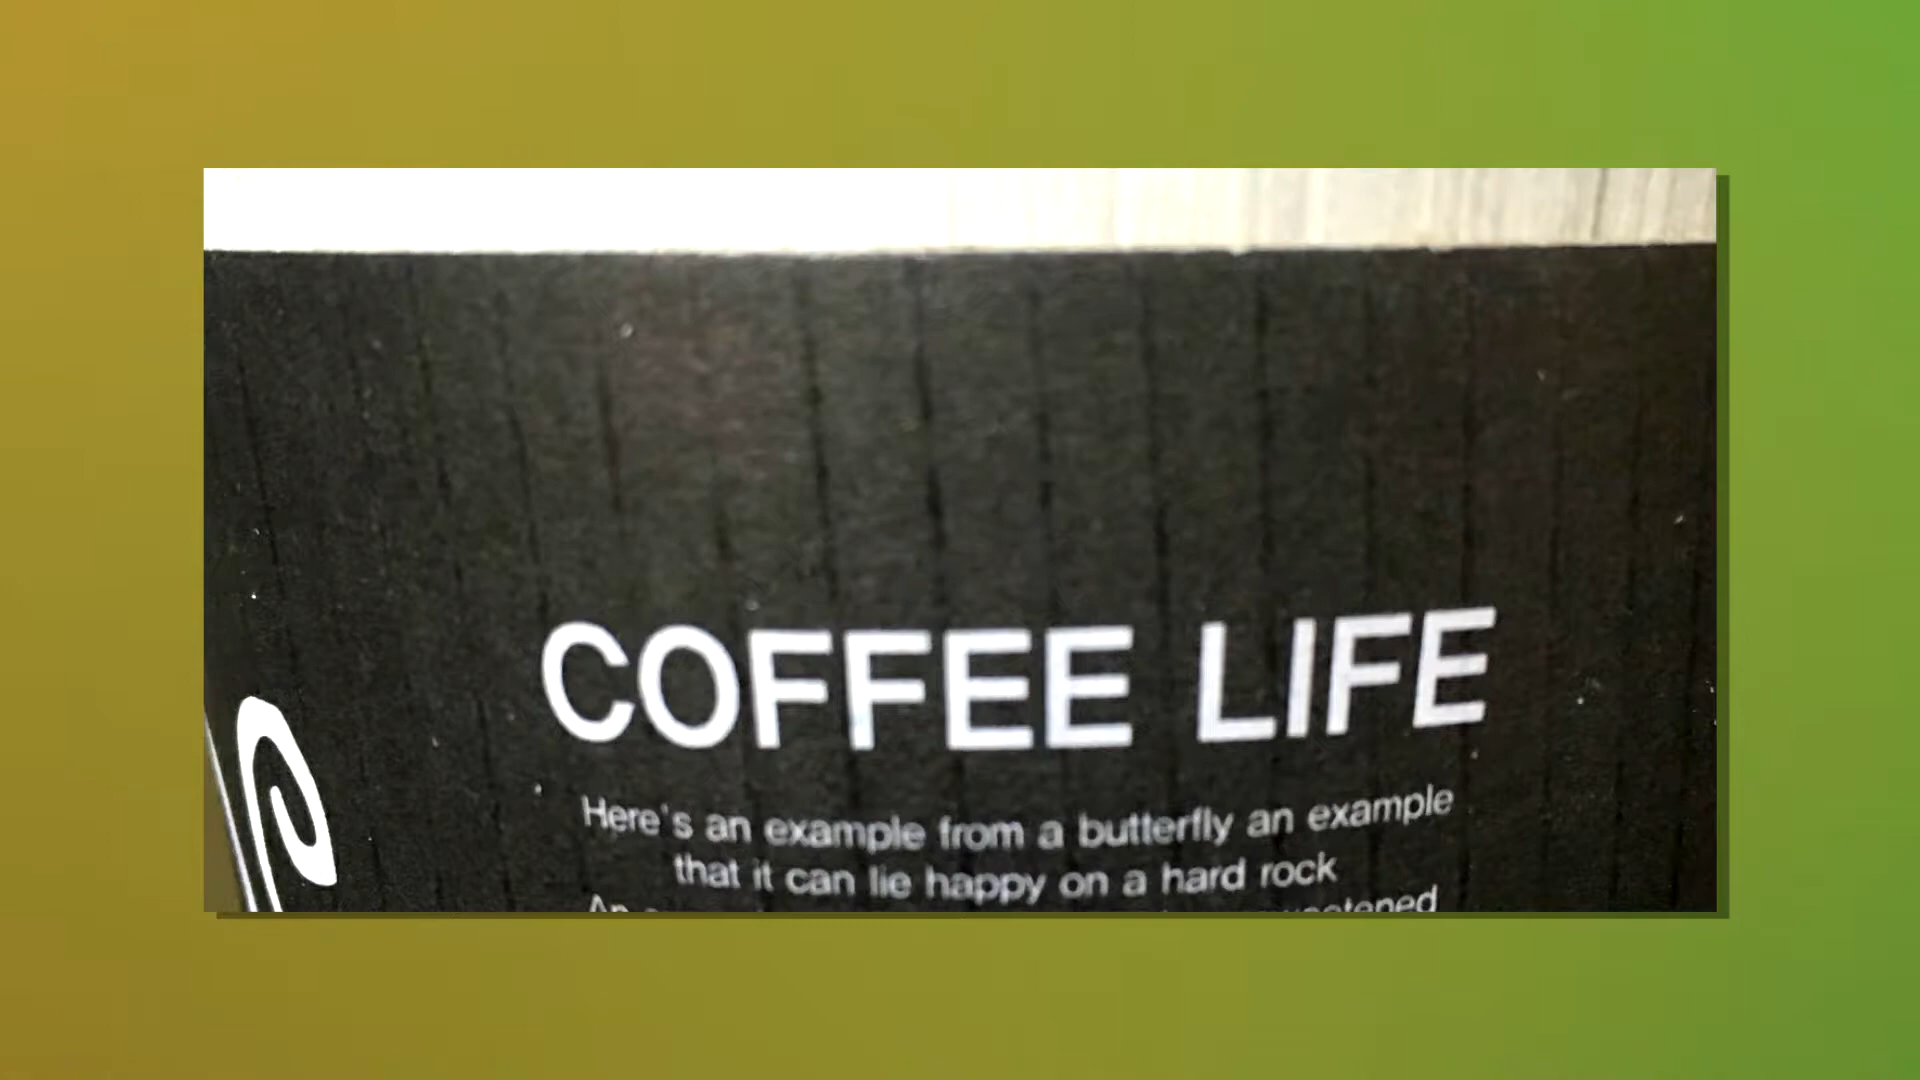 COFFEE LIFE
Here's an example from a butterfly an example
that it can lie happy on a hard rock